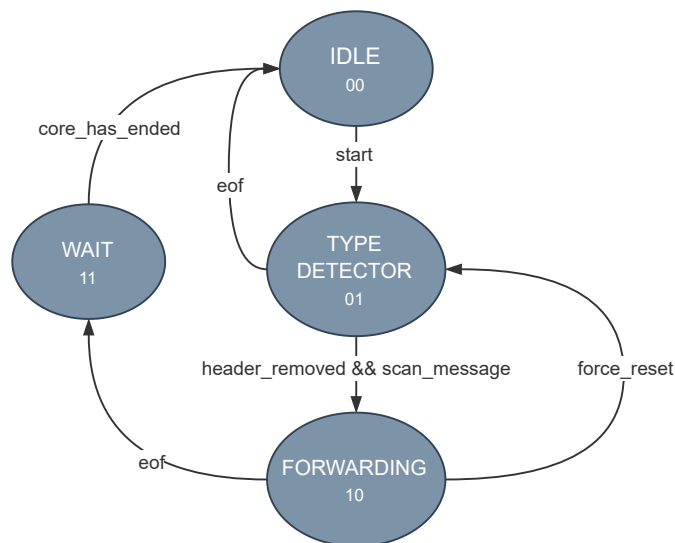 IDLE
00
core_has_ended
start
eof
WAIT
11
TYPE
DETECTOR
01
header_removed && scan_message
force_reset
eof
FORWARDING
10